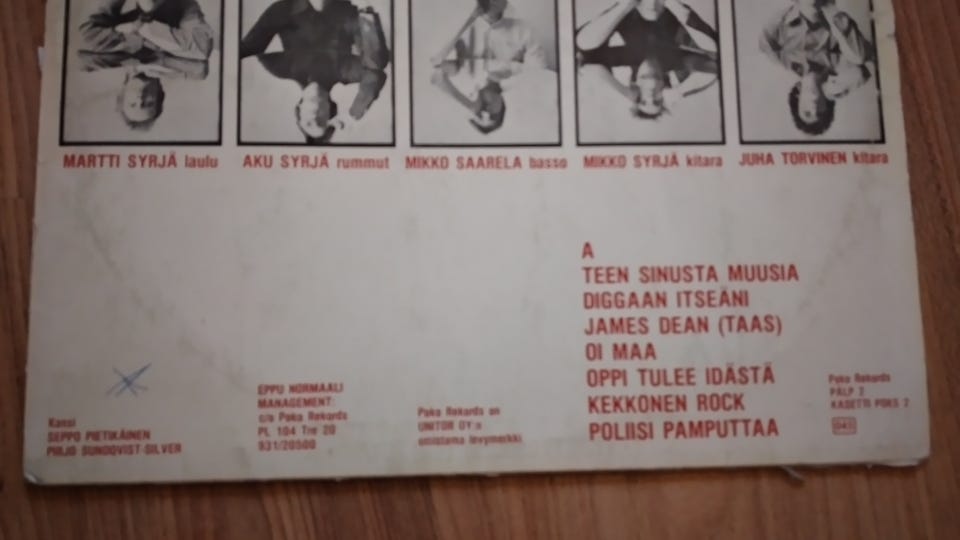 MARTTI SYRJÄ laulu
AKU SYRJÄ rummut
MIKKO SAARELA basso
MIKKO SYRJÄ kitara
JUHA TORVINEN kitara
A
TEEN SINUSTA MUUSIA
DIGGAAN ITSEÄNI
JAMES DEAN (TAAS)
OI MAA
OPPI TULEE IDÄSTÄ
KEKKONEN ROCK
POLIISI PAMPUTTAA
Kansi
SEPPO PIETIKÄINEN
PIRJO SUNDQVIST-SILVER
EPPU NORMAALI
MANAGEMENT:
c/o Poko Rekords
PL 104 Tre 20
931/20500
Poko Rekords on
UNITOR OY:n
omistama levymerkki
Poko Rekords
PÄLP 2
KASETTI POKS 2